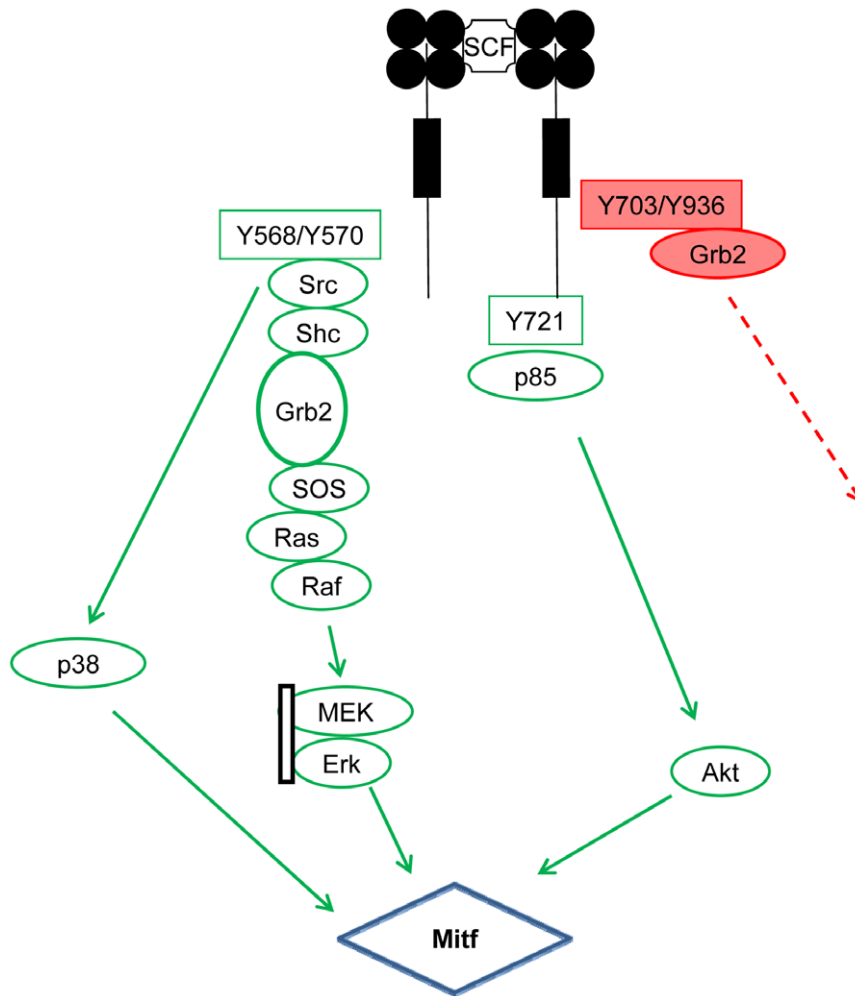 SCF
Y703/Y936
Y568/Y570
Grb2
Src
Y721
Shc
p85
Grb2
SOS
Ras
Raf
p38
MEK
Erk
Akt
Mitf